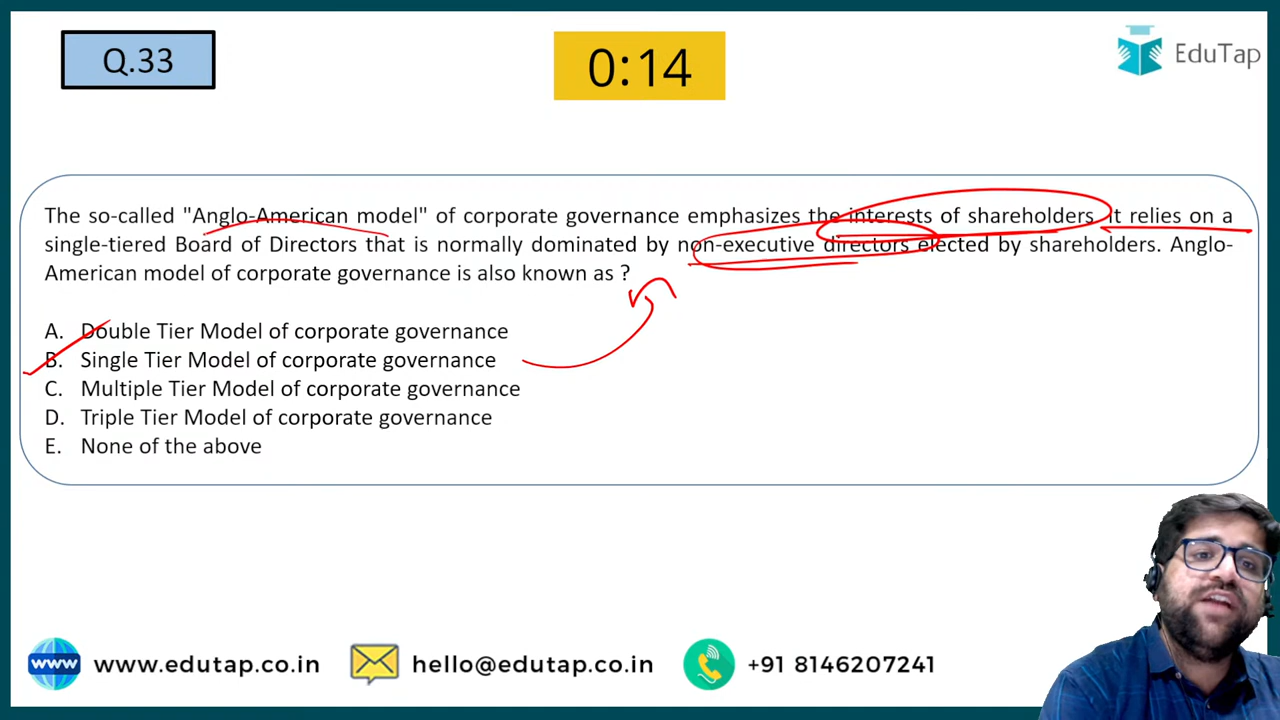 Q.33
0:14
EduTap
The so-called "Anglo-American model" of corporate governance emphasizes the interests of shareholders. It relies on a
single-tiered Board of Directors that is normally dominated by non-executive directors elected by shareholders. Anglo-
American model of corporate governance is also known as ?
A. Double Tier Model of corporate governance
B. Single Tier Model of corporate governance
C. Multiple Tier Model of corporate governance
D. Triple Tier Model of corporate governance
E. None of the above
www www.edutap.co.in hello@edutap.co.in +91 8146207241